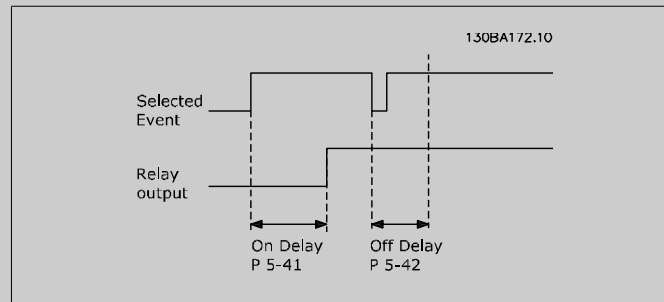 130BA172.10
Selected
Event
Relay
output
On Delay
P 5-41
Off Delay
P 5-42